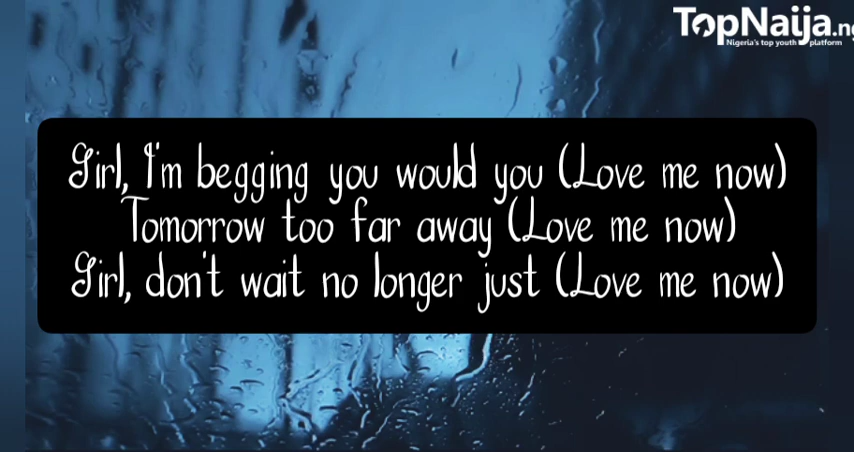 TopNaija.ng
Nigeria's top youth platform
Girl, I'm begging you would you (Love me now)
Tomorrow too far away (Love me now)
Girl, don't wait no longer just (Love me now)